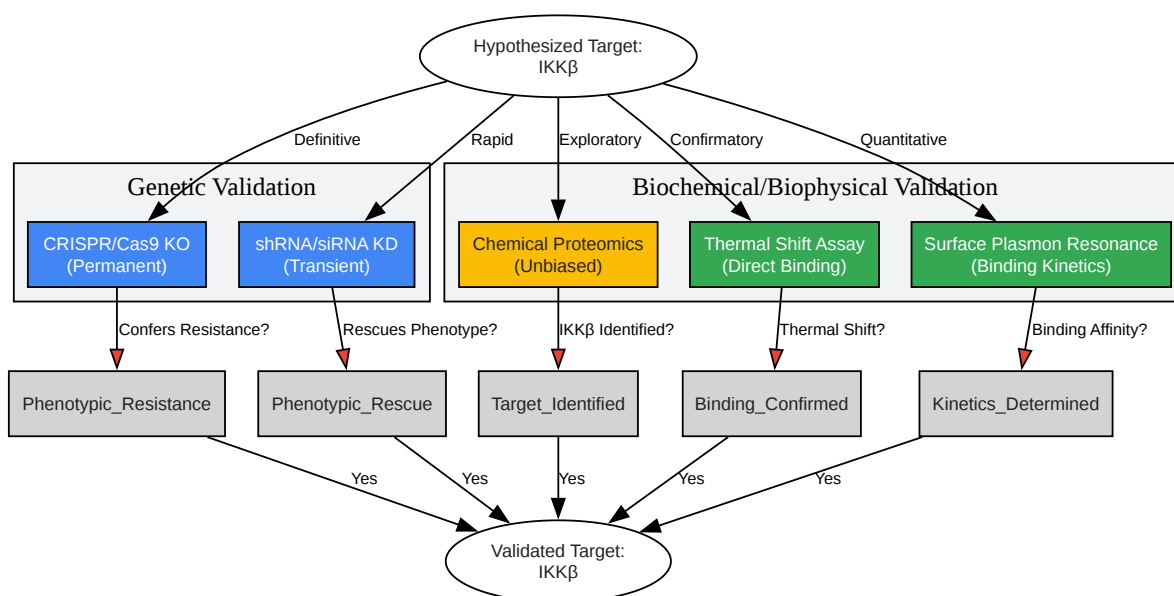 Hypothesized Target:
IKKβ
Definitive
Rapid
Exploratory
Confirmatory
Quantitative
Genetic Validation
Biochemical/Biophysical Validation
CRISPR/Cas9 KO
(Permanent)
shRNA/siRNA KD
(Transient)
Chemical Proteomics
(Unbiased)
Thermal Shift Assay
(Direct Binding)
Surface Plasmon Resonance
(Binding Kinetics)
Confers Resistance?
Rescues Phenotype?
IKKβ Identified?
Thermal Shift?
Binding Affinity?
Phenotypic_Resistance
Phenotypic_Rescue
Target_Identified
Binding_Confirmed
Kinetics_Determined
Yes
Yes
Yes
Yes
Yes
Validated Target:
IKKβ